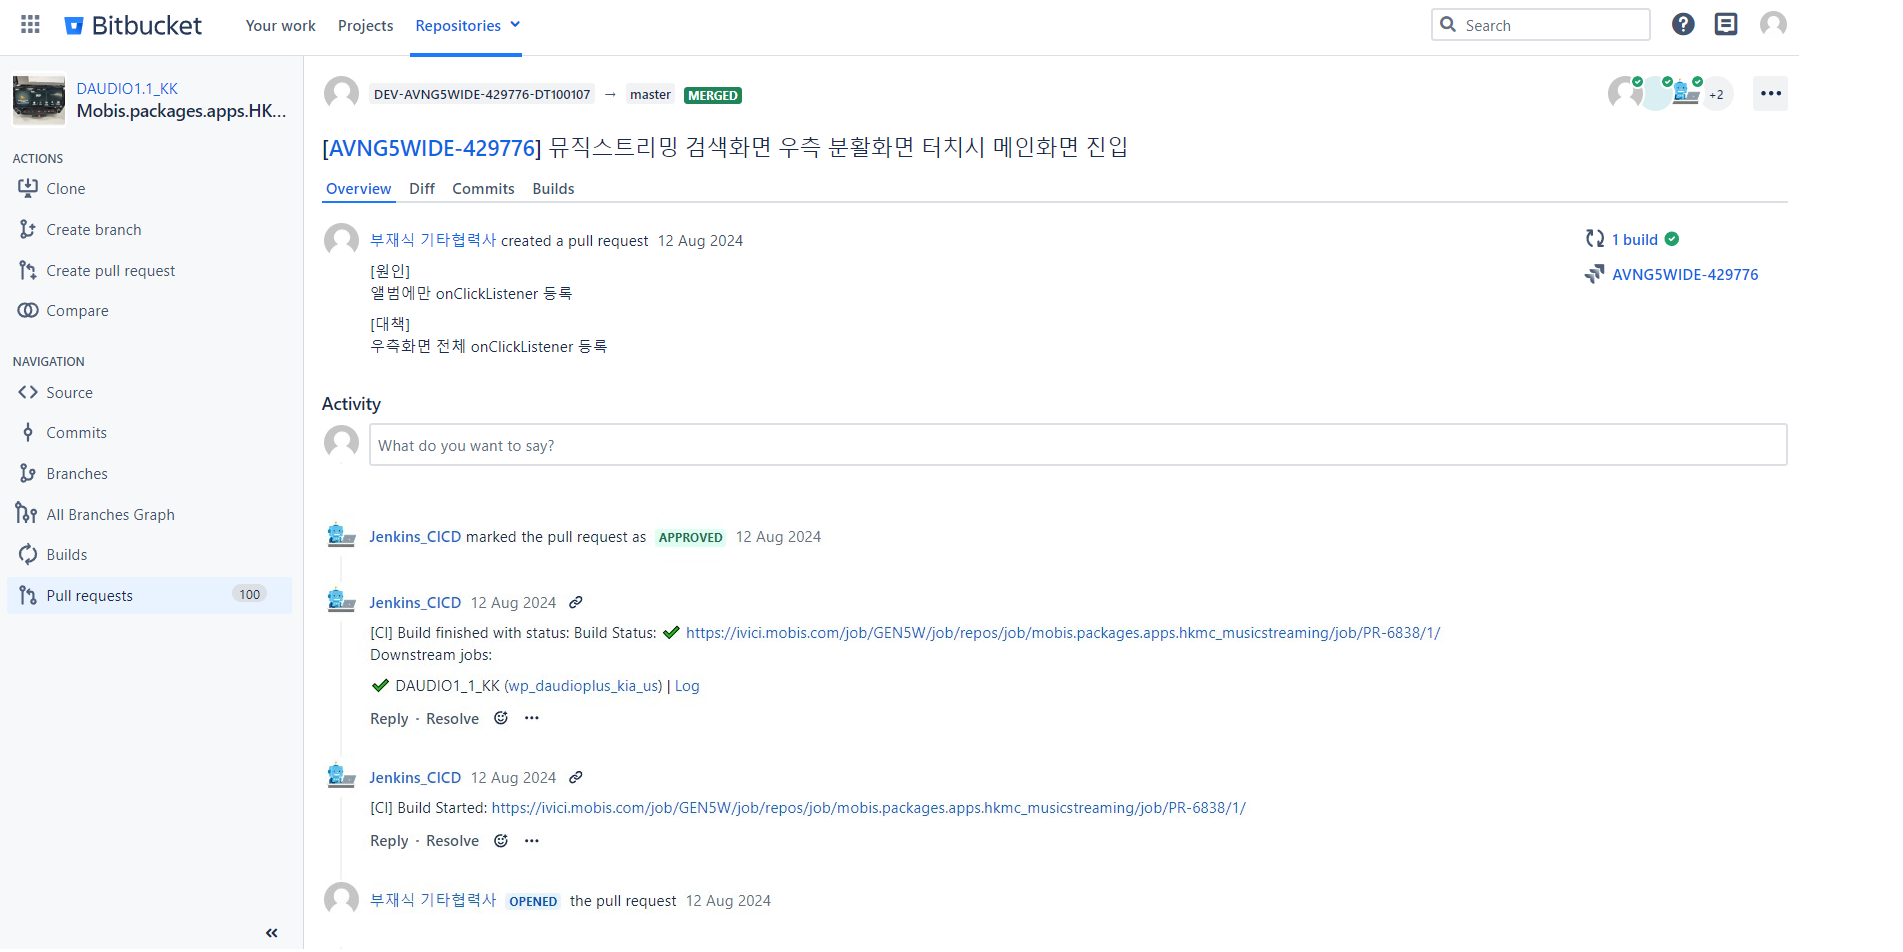 Bitbucket
Your work
Projects
Repositories
Search
DAUDIO1.1_KK
Mobis.packages.apps.HK...
ACTIONS
Clone
Create branch
Create pull request
Compare
NAVIGATION
Source
Commits
Branches
All Branches Graph
Builds
Pull requests 100
DEV-AVNG5WIDE-429776-DT100107 → master MERGED
+2
[AVNG5WIDE-429776] 뮤직스트리밍 검색화면 우측 분활화면 터치시 메인화면 진입
Overview Diff Commits Builds
부재식 기타협력사 created a pull request 12 Aug 2024
[원인]
앨범에만 onClickListener 등록
[대책]
우측화면 전체 onClickListener 등록
1 build
AVNG5WIDE-429776
Activity
What do you want to say?
Jenkins_CICD marked the pull request as APPROVED 12 Aug 2024
Jenkins_CICD 12 Aug 2024
[CI] Build finished with status: Build Status: ✔ https://ivici.mobis.com/job/GEN5W/job/repos/job/mobis.packages.apps.hkmc_musicstreaming/job/PR-6838/1/
Downstream jobs:
✔ DAUDIO1_1_KK (wp_daudioplus_kia_us) | Log
Reply · Resolve
Jenkins_CICD 12 Aug 2024
[CI] Build Started: https://ivici.mobis.com/job/GEN5W/job/repos/job/mobis.packages.apps.hkmc_musicstreaming/job/PR-6838/1/
Reply · Resolve
부재식 기타협력사 OPENED the pull request 12 Aug 2024